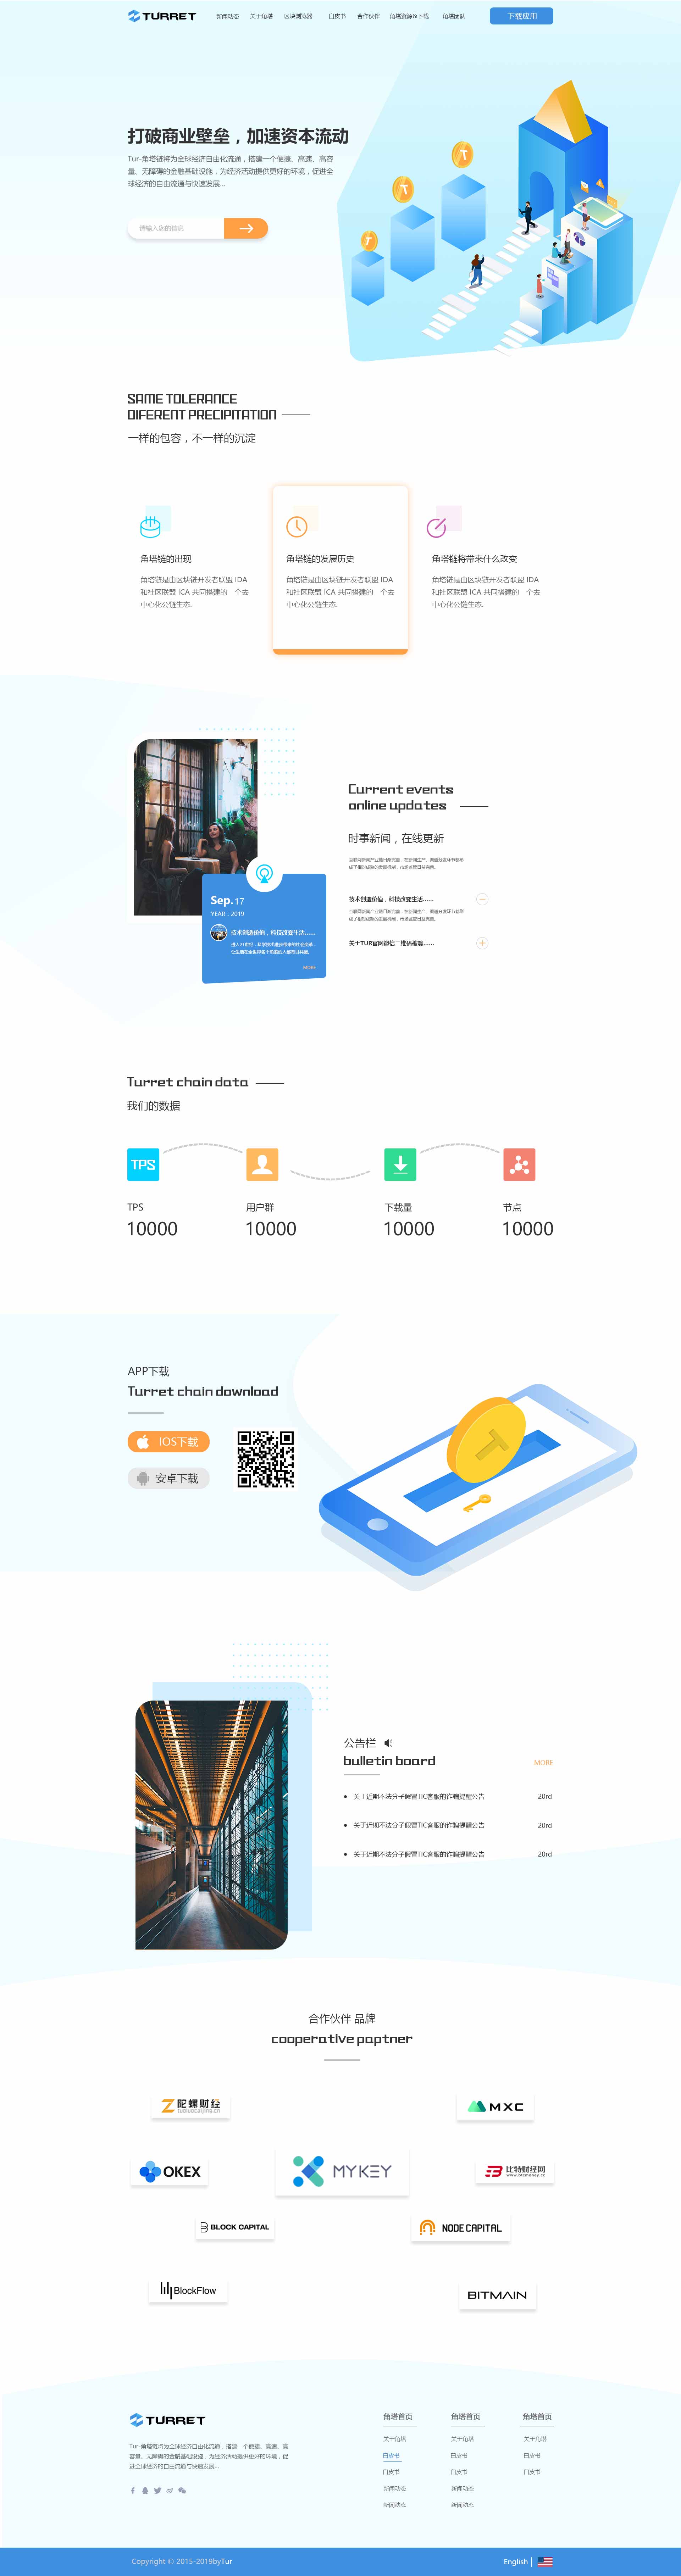 TURRET
新闻动态 关于角塔 区块浏览器 白皮书 合作伙伴 角塔资源&下载 角塔团队 下载应用
打破商业壁垒，加速资本流动
Tur-角塔链将为全球经济自由化流通，搭建一个便捷、高速、高容
量、无障碍的金融基础设施，为经济活动提供更好的环境，促进全
球经济的自由流通与快速发展...
请输入您的信息
SAME TOLERANCE
DIFERENT PRECIPITATION
一样的包容，不一样的沉淀
角塔链的出现
角塔链是由区块链开发者联盟 IDA
和社区联盟 ICA 共同搭建的一个去
中心化公链生态.
角塔链的发展历史
角塔链是由区块链开发者联盟 IDA
和社区联盟 ICA 共同搭建的一个去
中心化公链生态.
角塔链将带来什么改变
角塔链是由区块链开发者联盟 IDA
和社区联盟 ICA 共同搭建的一个去
中心化公链生态.
Current events
online updates
时事新闻，在线更新
技术创造价值，科技改变生活......
关于TUR官网微信二维码被篡......
Sep.17
YEAR：2019
技术创造价值，科技改变生活......
MORE
Turret chain data
我们的数据
TPS
TPS
10000
用户群
10000
下载量
10000
节点
10000
APP下载
Turret chain download
IOS下载
安卓下载
公告栏
bulletin board
MORE
关于近期不法分子假冒TIC客服的诈骗提醒公告 20rd
关于近期不法分子假冒TIC客服的诈骗提醒公告 20rd
关于近期不法分子假冒TIC客服的诈骗提醒公告 20rd
合作伙伴 品牌
cooperative paptner
陀螺财经
tuoluocaijing.cn
MXC
OKEX
MYKEY
比特财经网
www.btcmoney.cc
BLOCK CAPITAL
NODE CAPITAL
BlockFlow
BITMAIN
TURRET
Tur-角塔链将为全球经济自由化流通，搭建一个便捷、高速、高
容量、无障碍的金融基础设施，为经济活动提供更好的环境，促
进全球经济的自由流通与快速发展...
角塔首页 角塔首页 角塔首页
关于角塔 关于角塔 关于角塔
白皮书 白皮书 白皮书
白皮书 白皮书 白皮书
新闻动态 新闻动态
新闻动态 新闻动态
Copyright © 2015-2019byTur
English